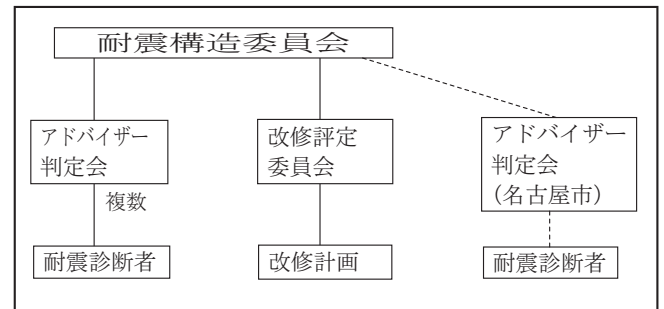 耐震構造委員会
アドバイザー
判定会
改修評定
委員会
アドバイザー
判定会
(名古屋市)
複数
耐震診断者
改修計画
耐震診断者